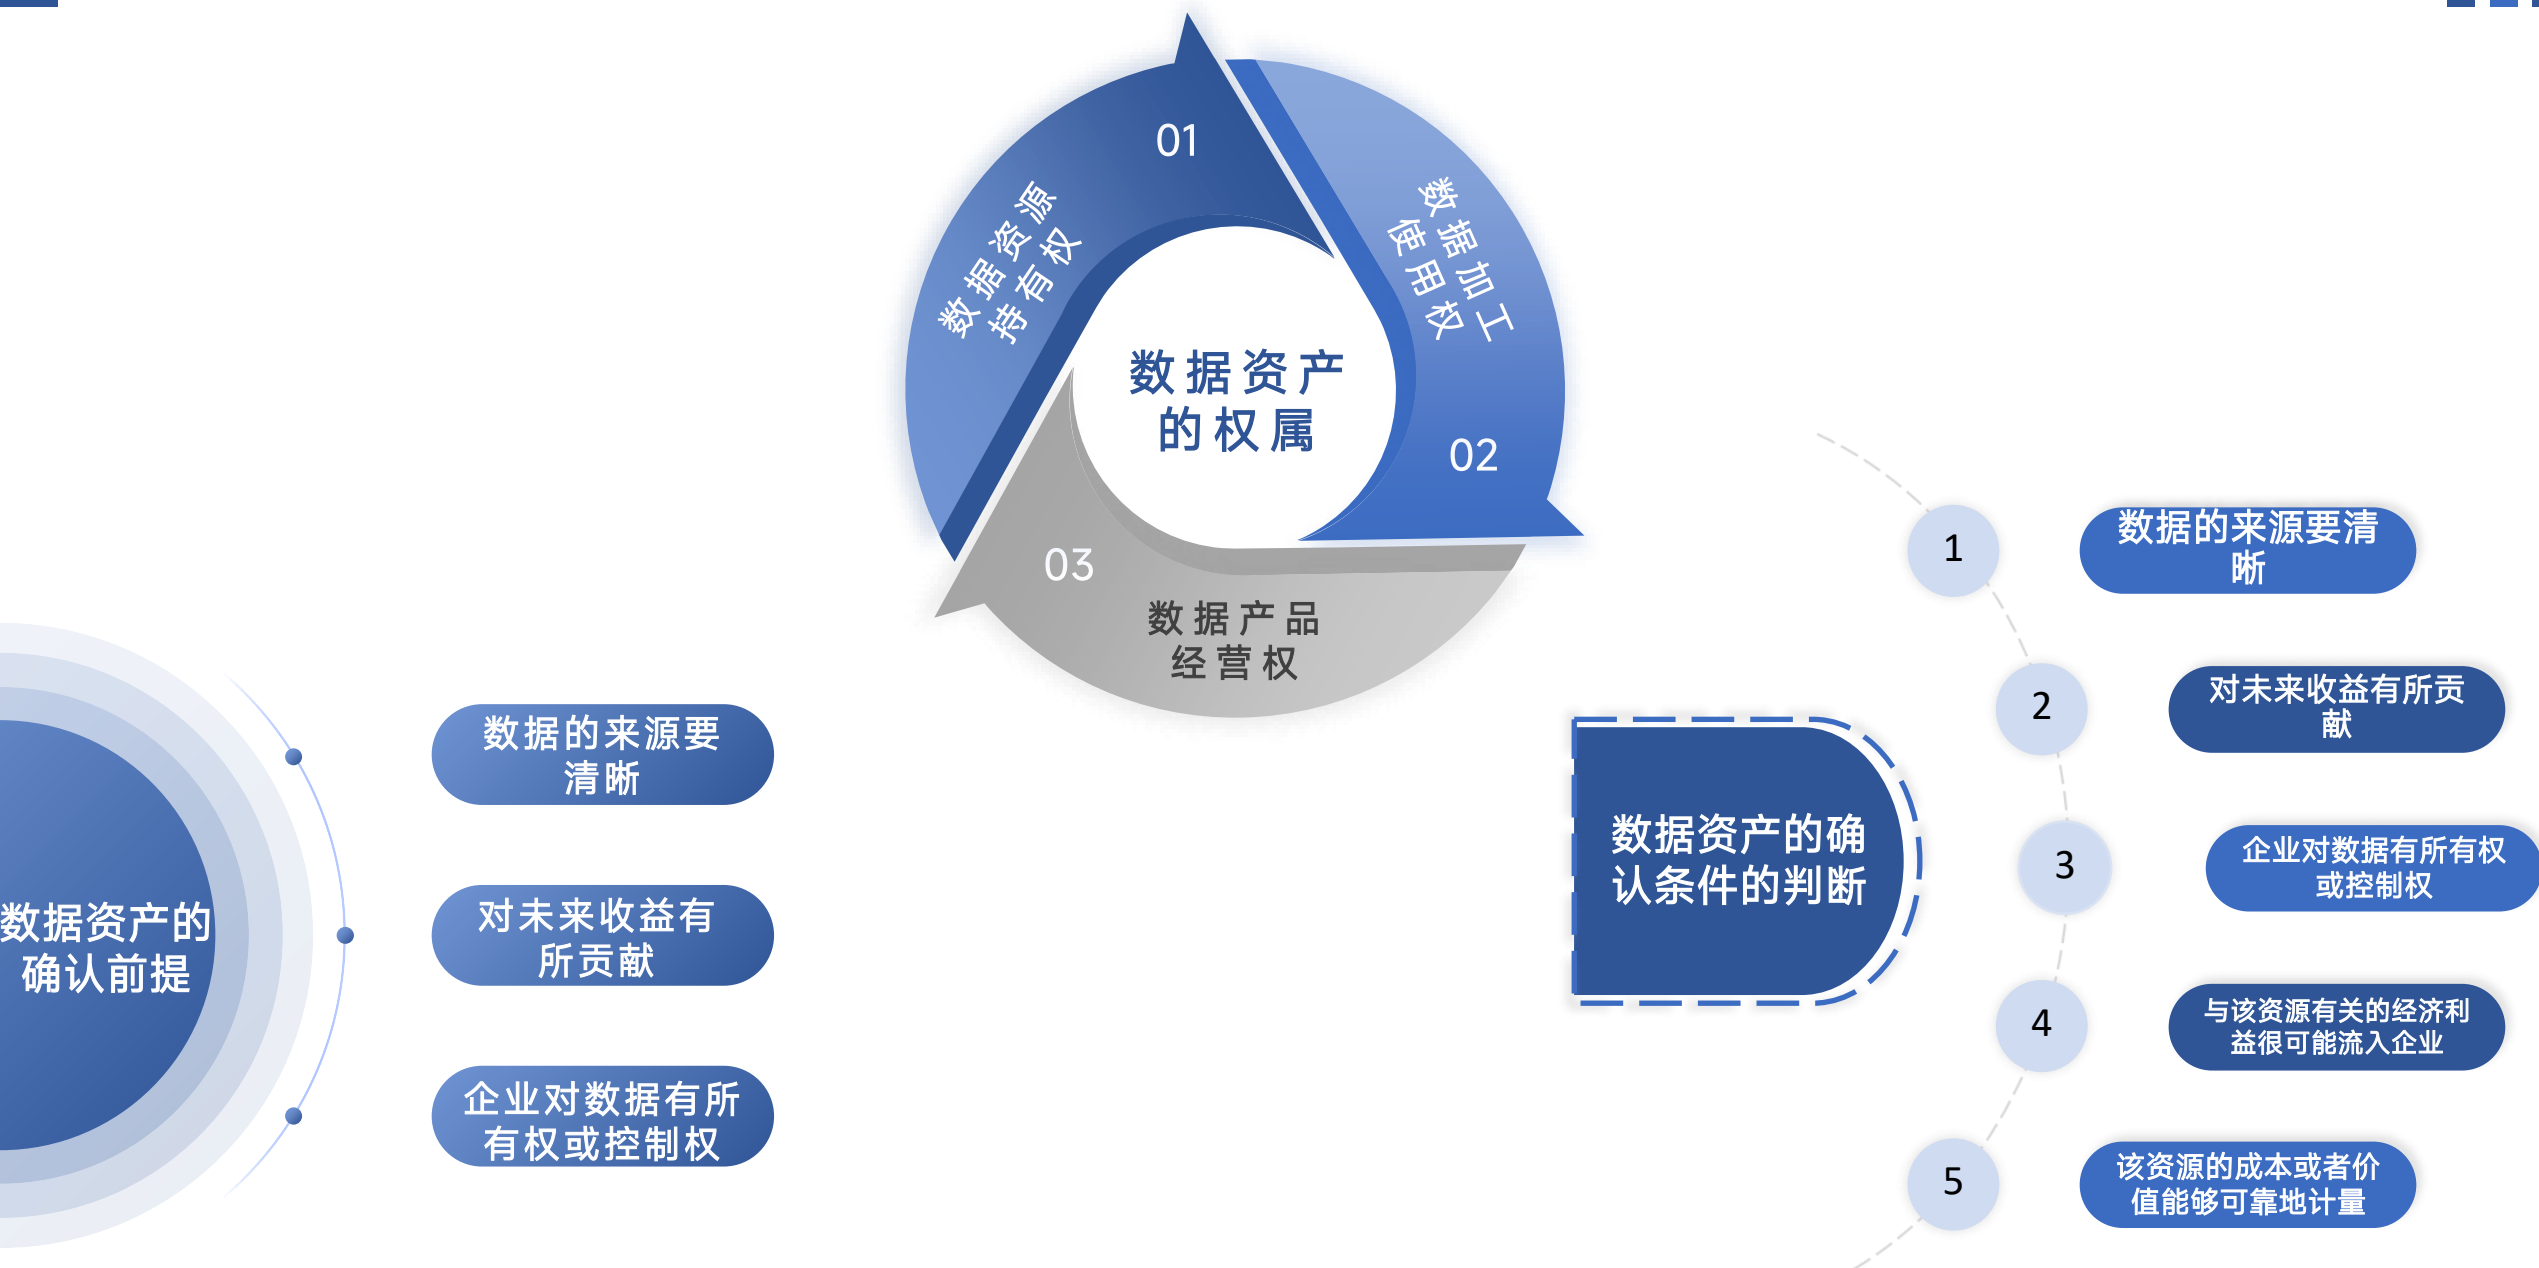 01
数据资源
持有权
数据加工
使用权
02
数据资产
的权属
03
数据产品
经营权
数据资产的
确认前提
数据的来源要
清晰
对未来收益有
所贡献
企业对数据有所
有权或控制权
数据资产的确
认条件的判断
1
数据的来源要清
晰
2
对未来收益有所贡
献
3
企业对数据有所有权
或控制权
4
与该资源有关的经济利
益很可能流入企业
5
该资源的成本或者价
值能够可靠地计量